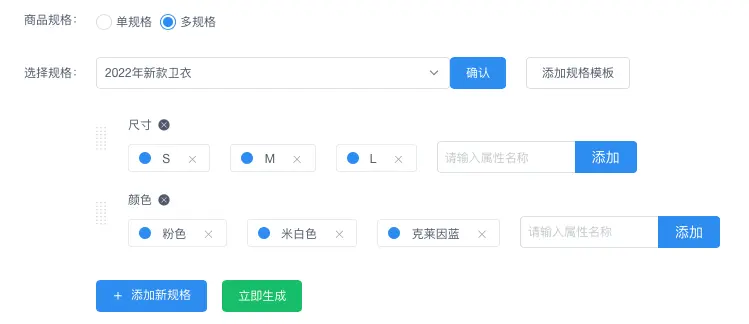 商品规格： 单规格 多规格
选择规格： 2022年新款卫衣 确认 添加规格模板
尺寸
S M L 请输入属性名称 添加
颜色
粉色 米白色 克莱因蓝 请输入属性名称 添加
+ 添加新规格 立即生成